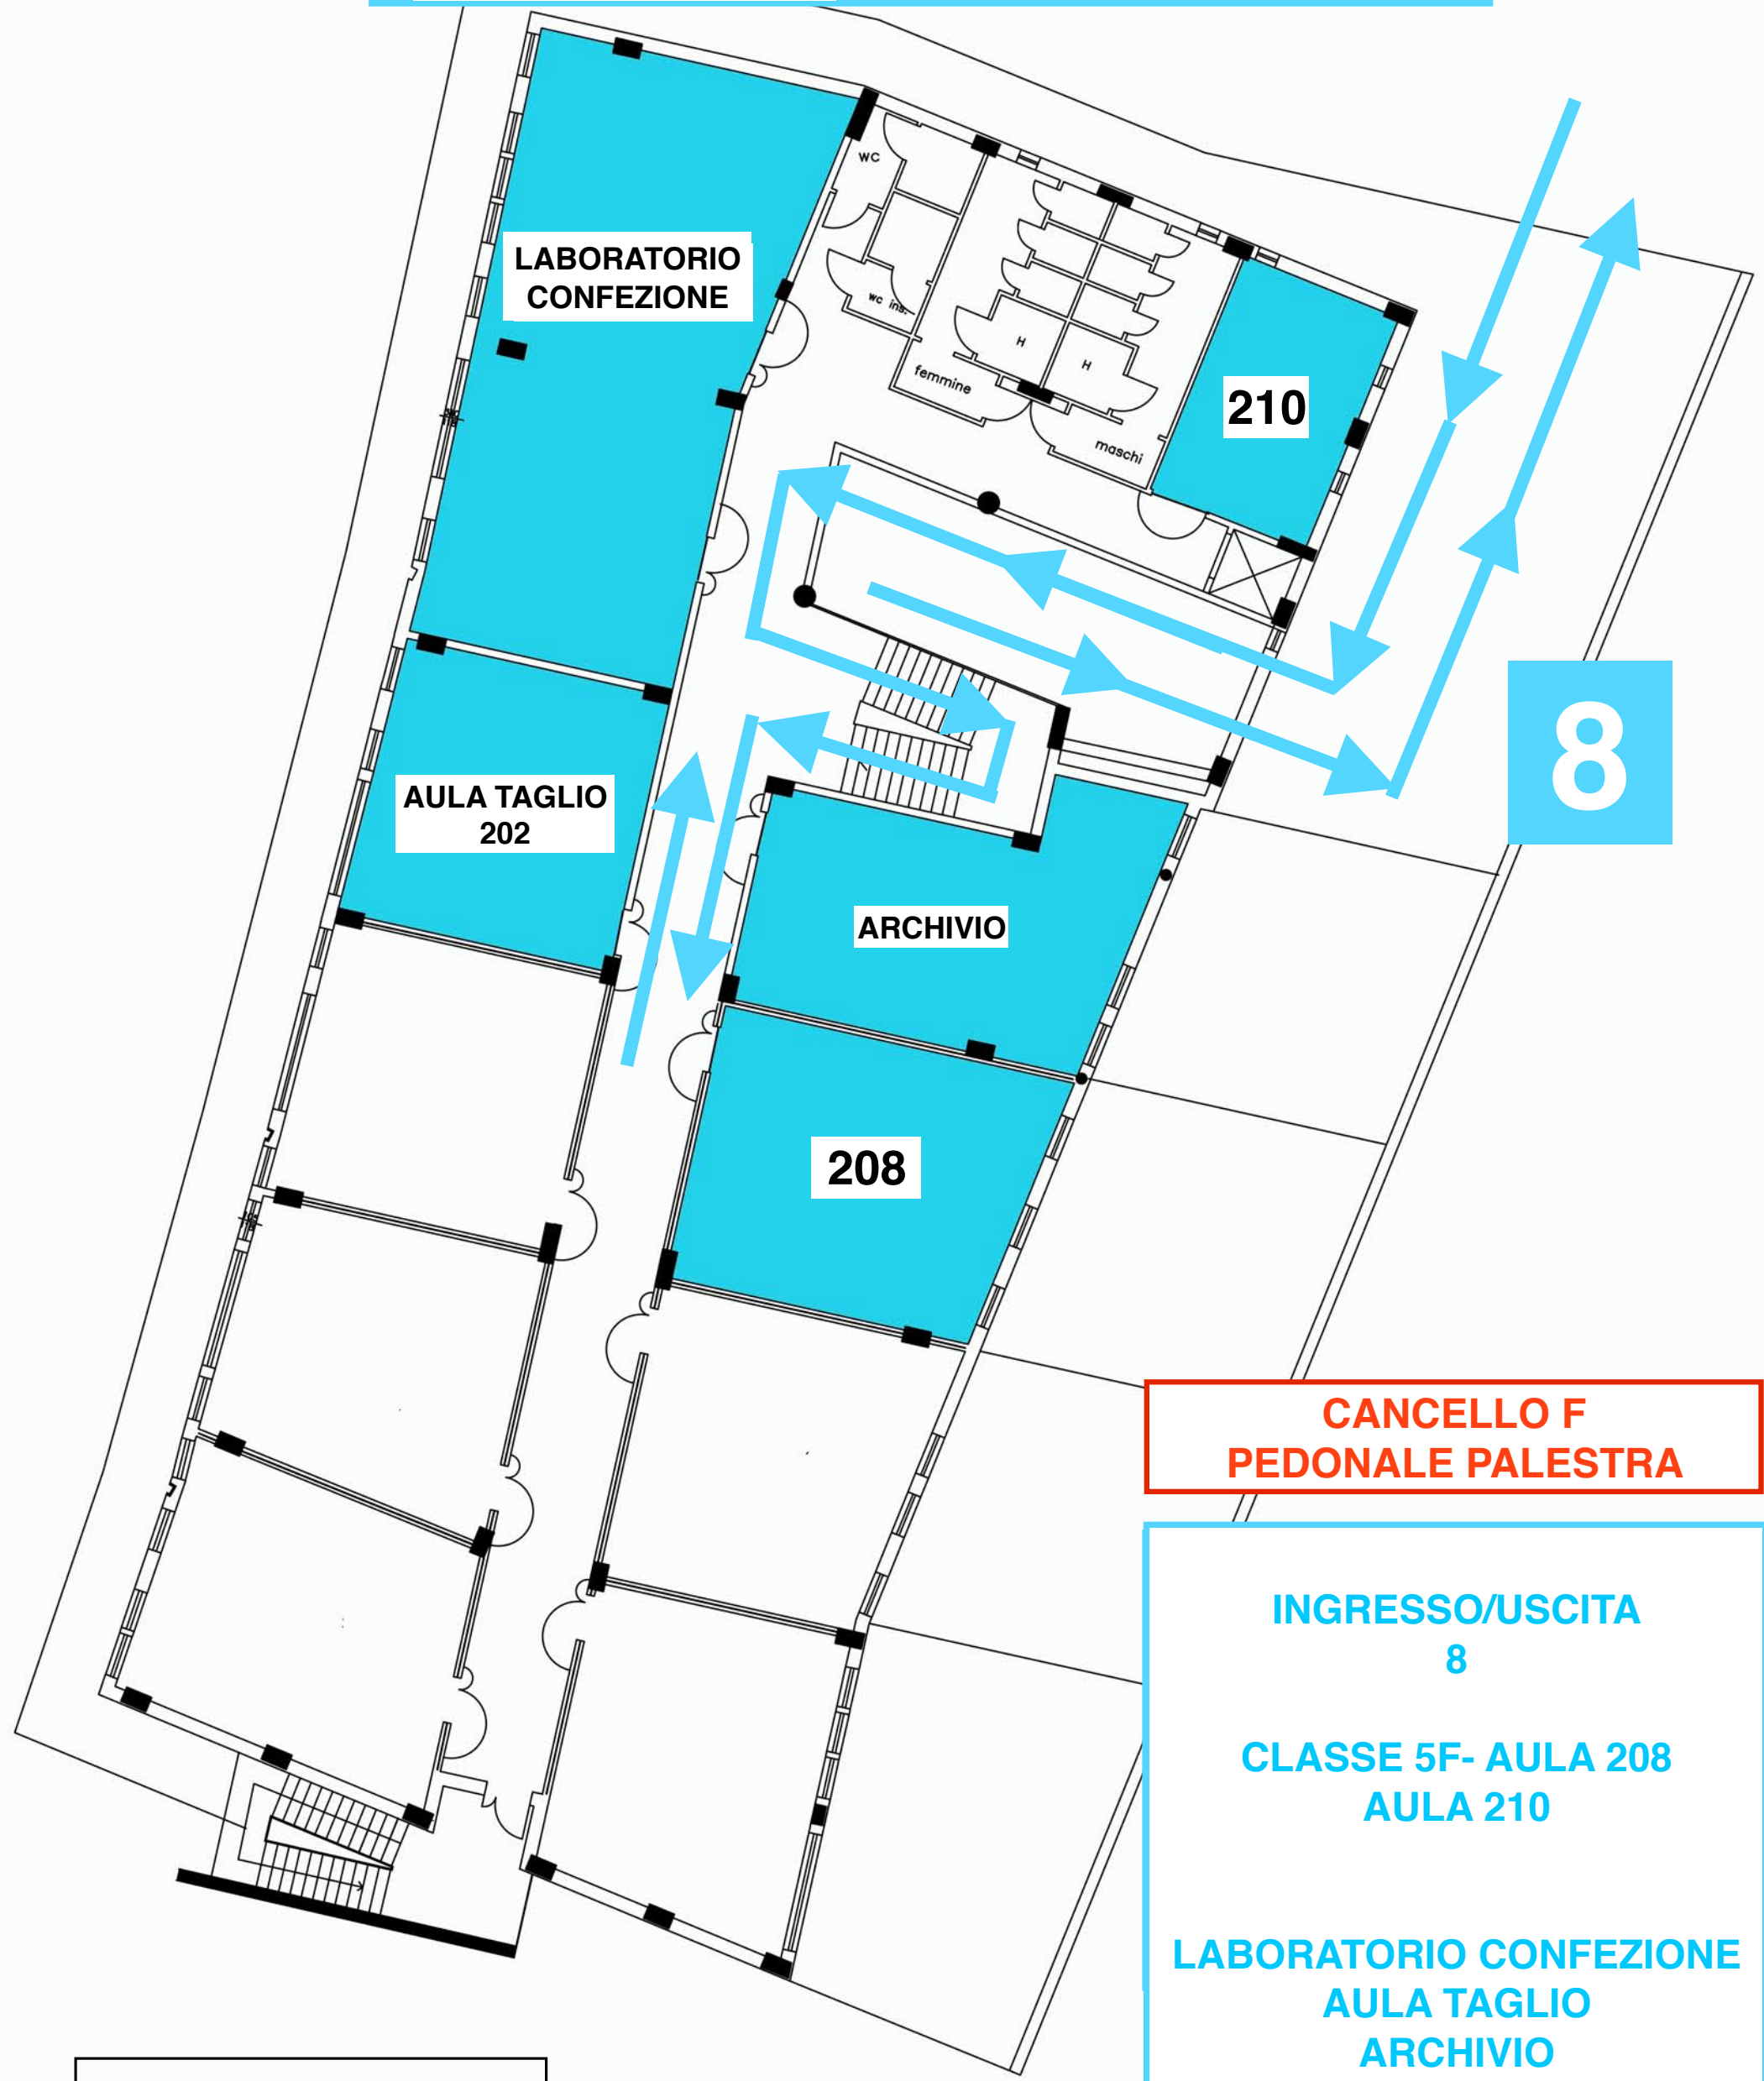 WC
LABORATORIO
CONFEZIONE
wc ins.
H
H
femmine
210
maschi
8
AULA TAGLIO
202
ARCHIVIO
208
CANCELLO F
PEDONALE PALESTRA
INGRESSO/USCITA
8
CLASSE 5F- AULA 208
AULA 210
LABORATORIO CONFEZIONE
AULA TAGLIO
ARCHIVIO